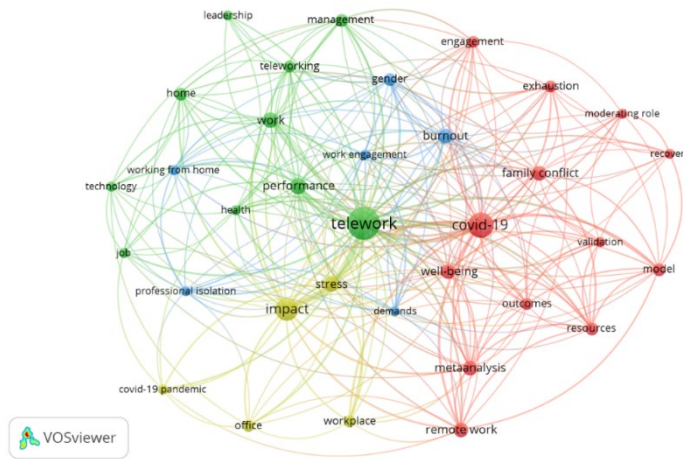 leadership
management
engagement
teleworking
gender
exhaustion
home
moderating role
work
burnout
recover
work engagement
working from home
family conflict
technology
performance
health
telework
covid-19
validation
job
well-being
model
stress
professional isolation
outcomes
impact
demands
resources
metaanalysis
covid-19 pandemic
office
workplace
remote work
VOSviewer